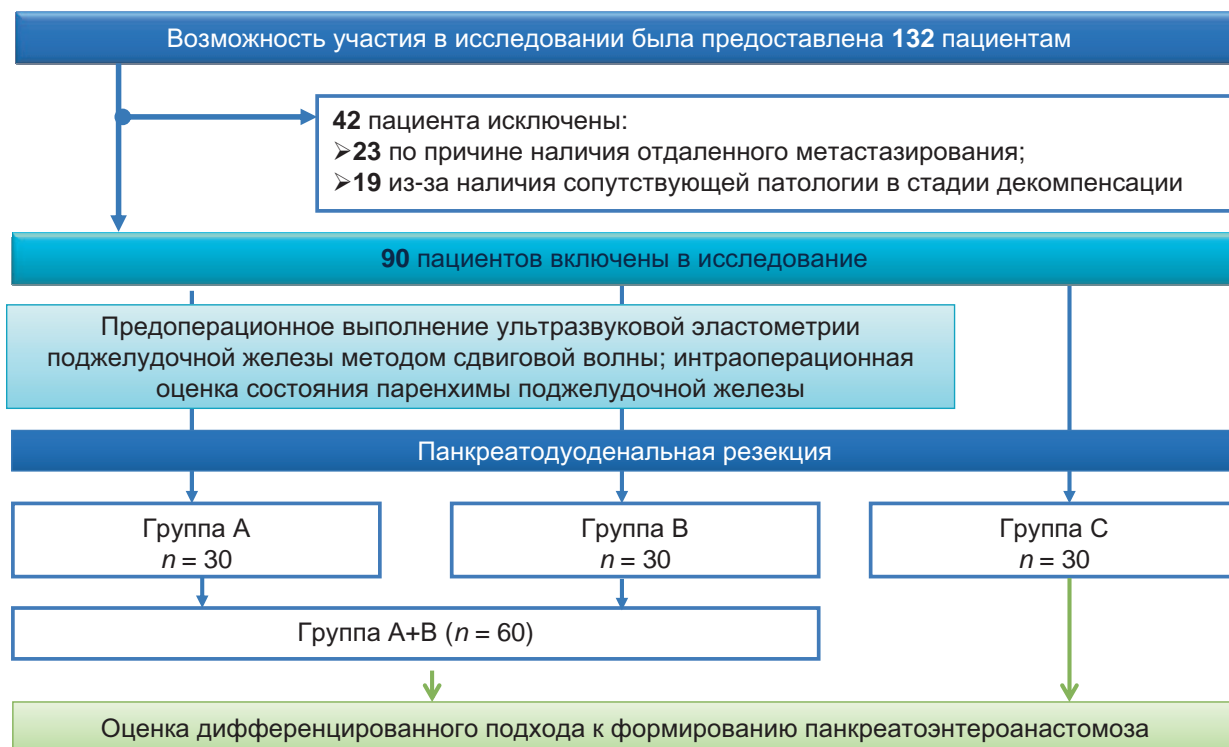 Возможность участия в исследовании была предоставлена 132 пациентам
42 пациента исключены:
➢23 по причине наличия отдаленного метастазирования;
➢19 из-за наличия сопутствующей патологии в стадии декомпенсации
90 пациентов включены в исследование
Предоперационное выполнение ультразвуковой эластометрии
поджелудочной железы методом сдвиговой волны; интраоперационная
оценка состояния паренхимы поджелудочной железы
Панкреатодуоденальная резекция
Группа А
n = 30
Группа В
n = 30
Группа С
n = 30
Группа А+В (n = 60)
Оценка дифференцированного подхода к формированию панкреатоэнтероанастомоза